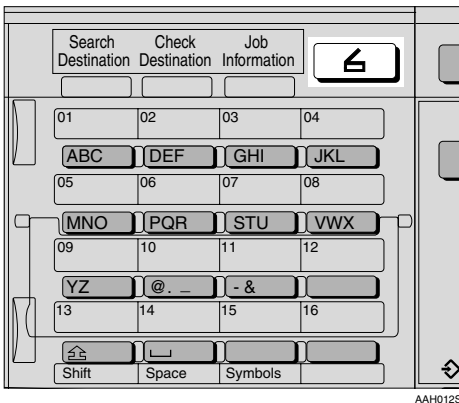 Search Check Job
Destination Destination Information
01 02 03 04
ABC DEF GHI JKL
05 06 07 08
MNO PQR STU VWX
09 10 11 12
YZ @. _ - &
13 14 15 16
Shift Space Symbols
AAH012S